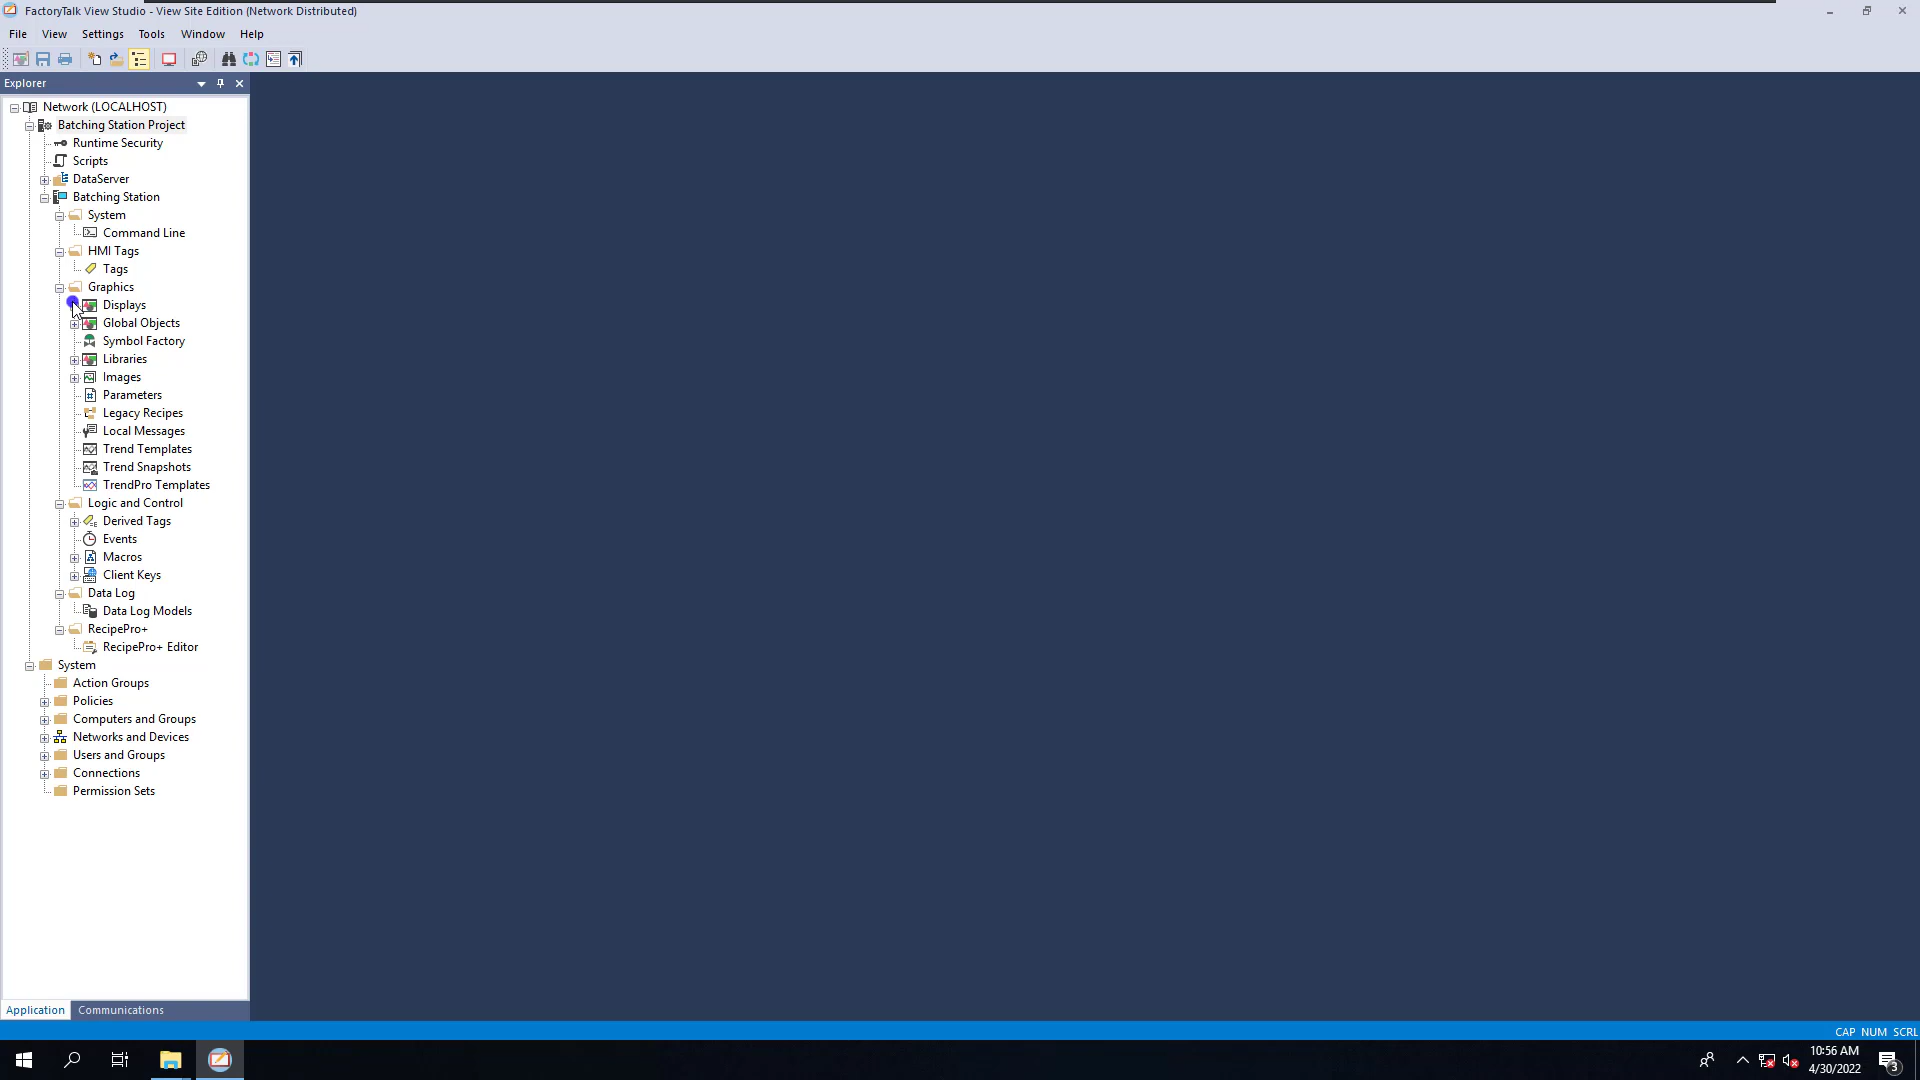 FactoryTalk View Studio - View Site Edition (Network Distributed)
File View Settings Tools Window Help
Explorer
Network (LOCALHOST)
Batching Station Project
Runtime Security
Scripts
DataServer
Batching Station
System
Command Line
HMI Tags
Tags
Graphics
Displays
Global Objects
Symbol Factory
Libraries
Images
Parameters
Legacy Recipes
Local Messages
Trend Templates
Trend Snapshots
TrendPro Templates
Logic and Control
Derived Tags
Events
Macros
Client Keys
Data Log
Data Log Models
RecipePro+
RecipePro+ Editor
System
Action Groups
Policies
Computers and Groups
Networks and Devices
Users and Groups
Connections
Permission Sets
Application Communications
CAP NUM SCRL
10:56 AM
4/30/2022
3